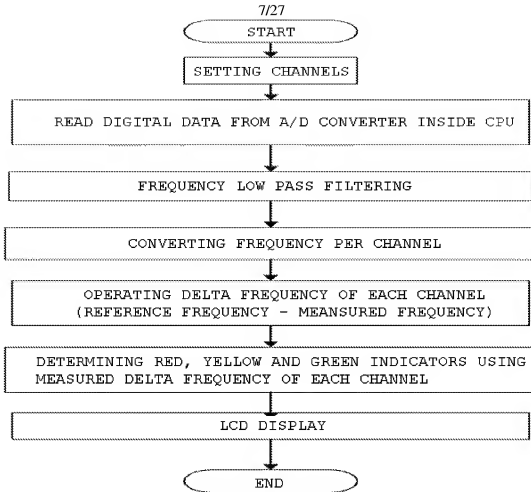 7/27
START
SETTING CHANNELS
READ DIGITAL DATA FROM A/D CONVERTER INSIDE CPU
FREQUENCY LOW PASS FILTERING
CONVERTING FREQUENCY PER CHANNEL
OPERATING DELTA FREQUENCY OF EACH CHANNEL
(REFERENCE FREQUENCY - MEANSURED FREQUENCY)
DETERMINING RED, YELLOW AND GREEN INDICATORS USING
MEASURED DELTA FREQUENCY OF EACH CHANNEL
LCD DISPLAY
END